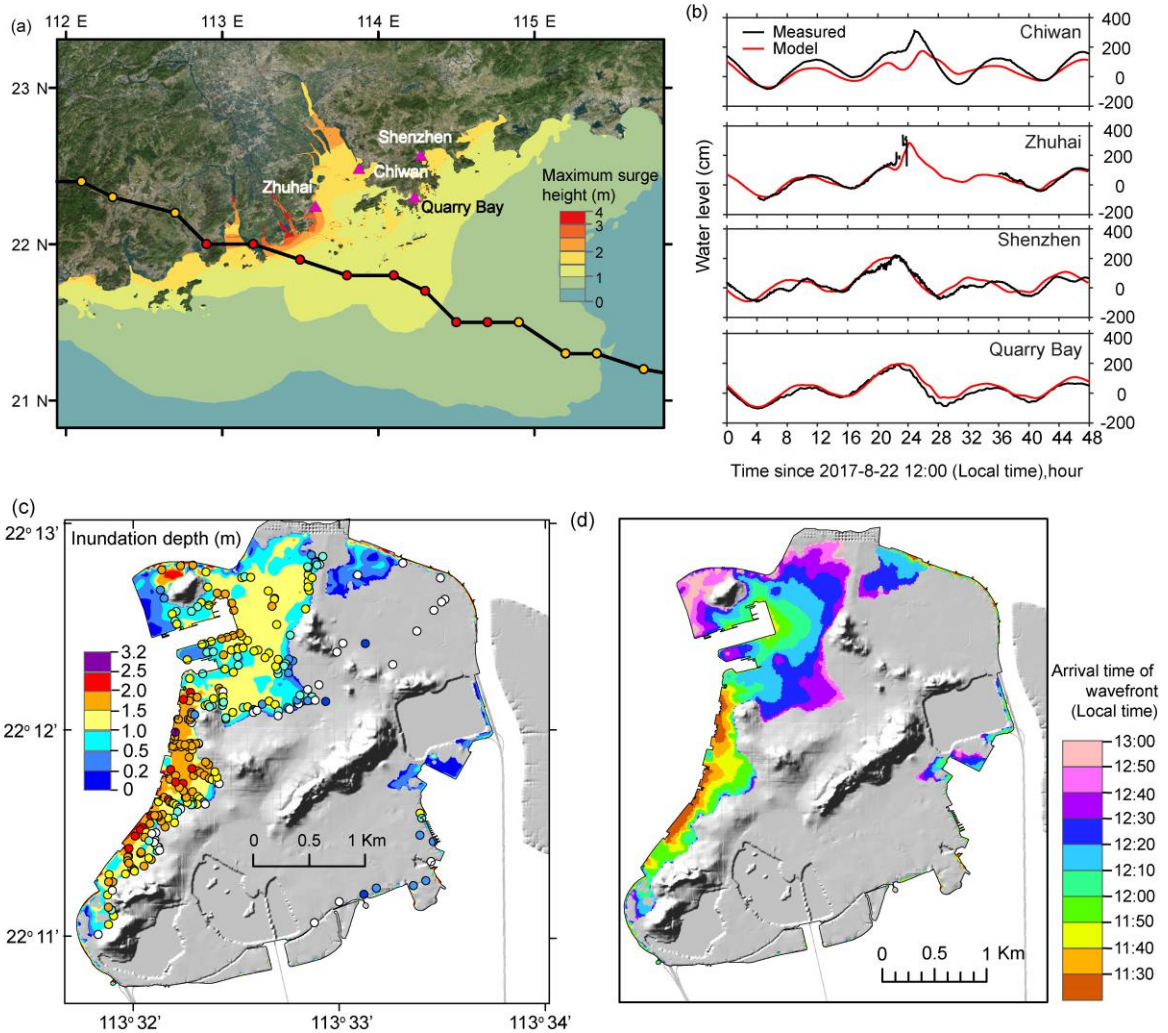 (a)
112 E
113 E
114 E
115 E
23 N
22 N
21 N
Shenzhen
Chiwan
Zhuhai
Quarry Bay
Maximum surge
height (m)
4
3
2
1
0
112 E
113 E
114 E
115 E
(b)
Measured
Model
Chiwan
400
200
0
-200
Zhuhai
400
200
0
-200
Shenzhen
400
200
0
-200
Quarry Bay
400
200
0
-200
Water level (cm)
0 4 8 12 16 20 24 28 32 36 40 44 48
Time since 2017-8-22 12:00 (Local time),hour
(c)
Inundation depth (m)
22° 13'
22° 12'
22° 11'
3.2
2.5
2.0
1.5
1.0
0.5
0.2
0
0 0.5 1 Km
113° 32'
113° 33'
113° 34'
(d)
Arrival time of
wavefront
(Local time)
13:00
12:50
12:40
12:30
12:20
12:10
12:00
11:50
11:40
11:30
0 0.5 1 Km